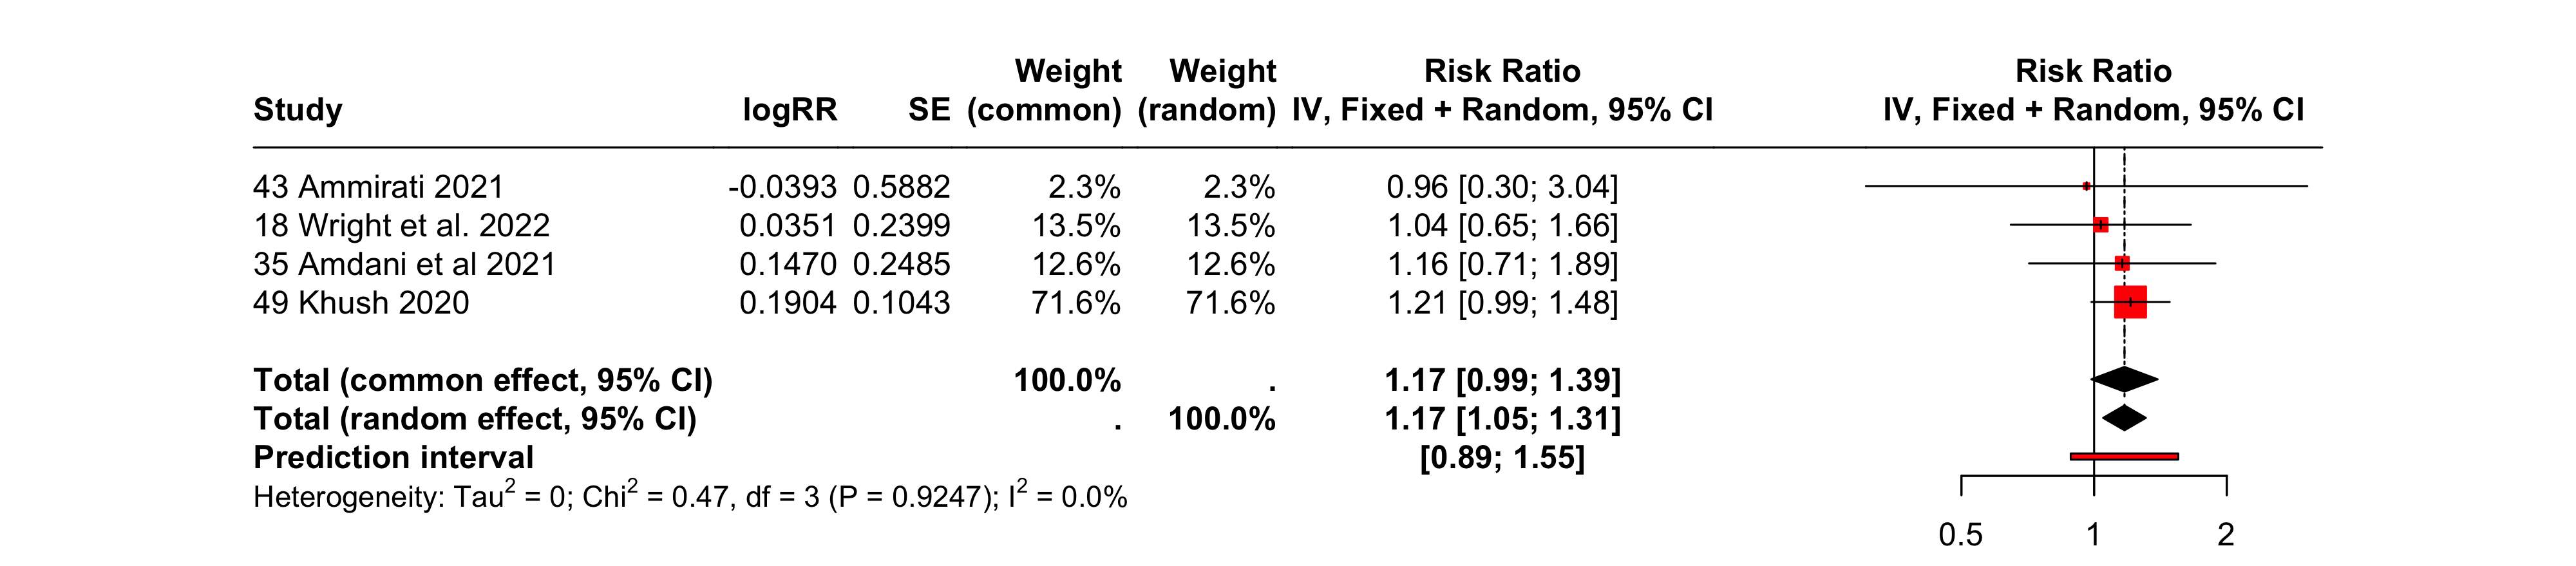 Weight Weight Risk Ratio Risk Ratio
Study logRR SE (common) (random) IV, Fixed + Random, 95% CI IV, Fixed + Random, 95% CI
43 Ammirati 2021 -0.0393 0.5882 2.3% 2.3% 0.96 [0.30; 3.04]
18 Wright et al. 2022 0.0351 0.2399 13.5% 13.5% 1.04 [0.65; 1.66]
35 Amdani et al 2021 0.1470 0.2485 12.6% 12.6% 1.16 [0.71; 1.89]
49 Khush 2020 0.1904 0.1043 71.6% 71.6% 1.21 [0.99; 1.48]
Total (common effect, 95% CI) 100.0% . 1.17 [0.99; 1.39]
Total (random effect, 95% CI) . 100.0% 1.17 [1.05; 1.31]
Prediction interval [0.89; 1.55]
Heterogeneity: Tau² = 0; Chi² = 0.47, df = 3 (P = 0.9247); I² = 0.0%
0.5 1 2